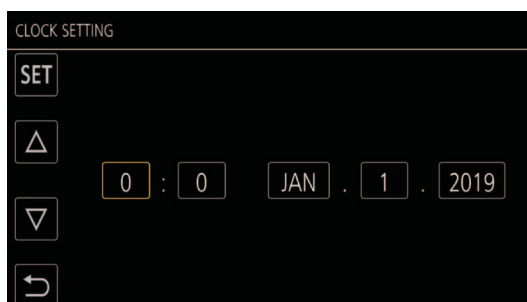 CLOCK SETTING
SET
0 : 0 JAN . 1 . 2019